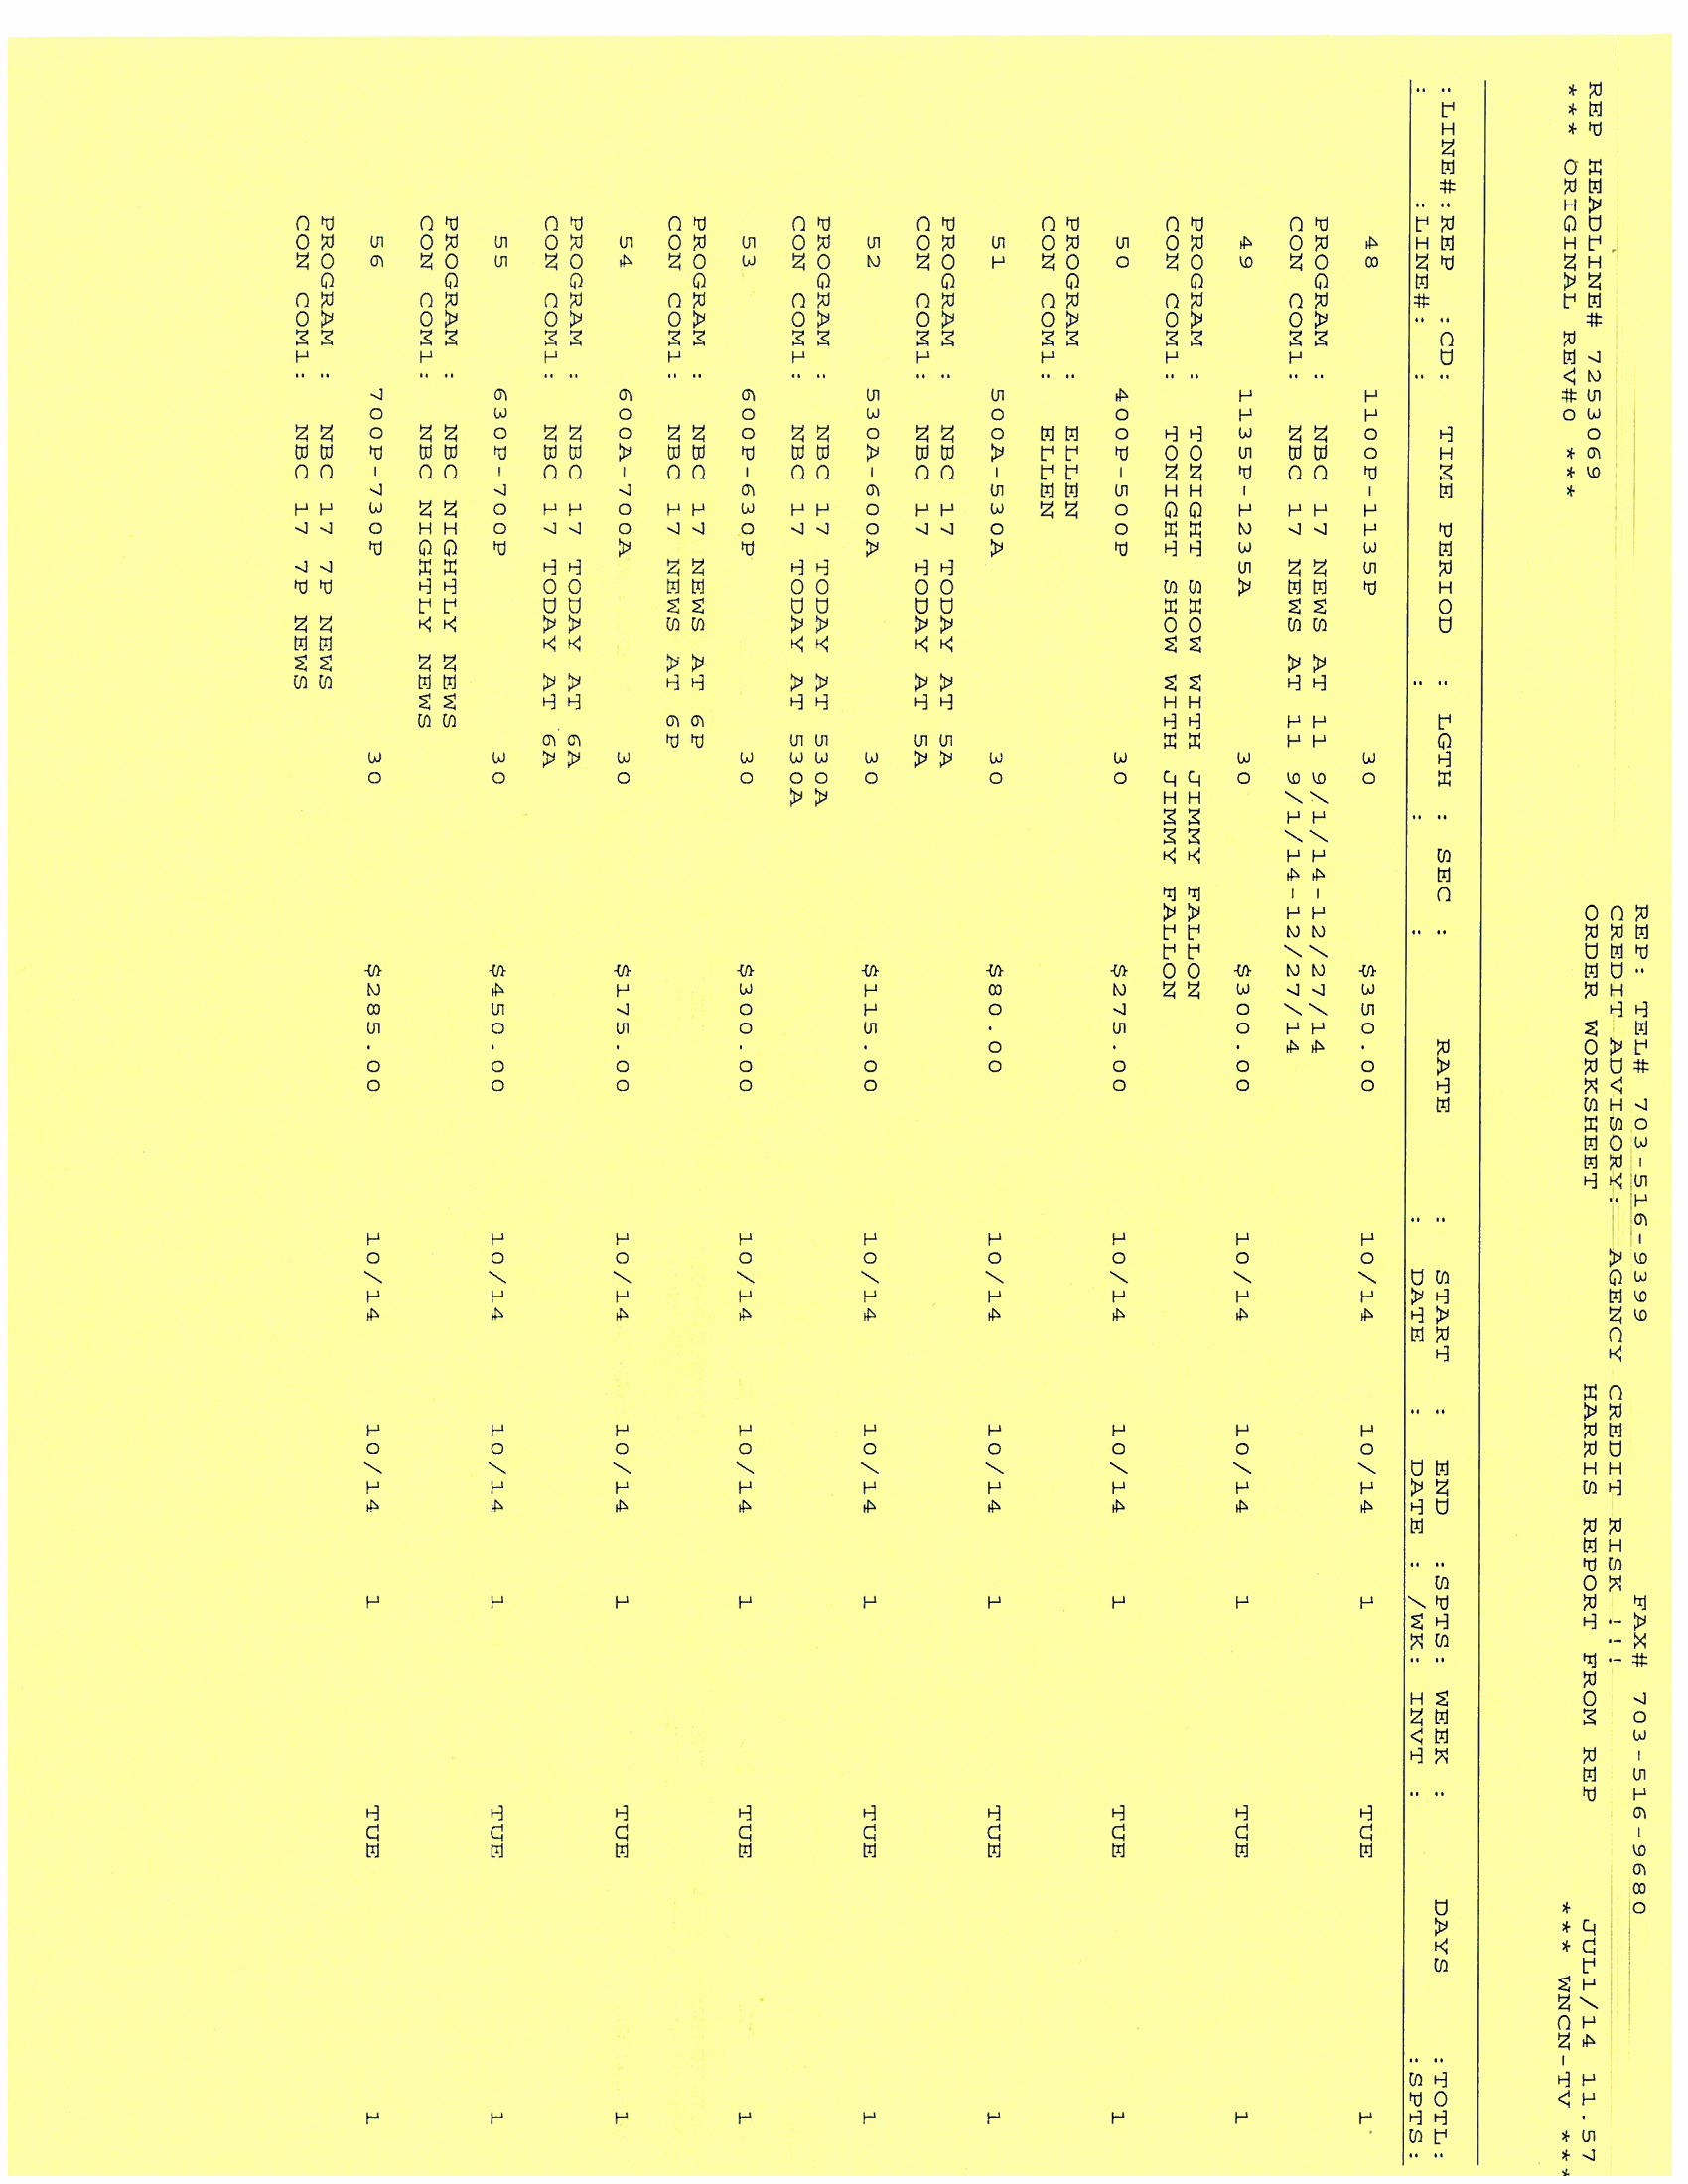 REP: TEL# 703-516-9399 FAX# 703-516-9680
CREDIT ADVISORY: AGENCY CREDIT RISK !!!
REP HEADLINE# 7253069 ORDER WORKSHEET HARRIS REPORT FROM REP JUL1/14 11.57
*** ORIGINAL REV#0 *** *** WNCN-TV ***
:LINE#:REP :CD: TIME PERIOD : LGTH : SEC : RATE : START : END :SPTS: WEEK : DAYS :TOTL:
: :LINE#: : : : : : DATE : DATE : /WK: INVT : :SPTS:
48 1100P-1135P 30 $350.00 10/14 10/14 1 TUE 1
PROGRAM : NBC 17 NEWS AT 11 9/1/14-12/27/14
CON COM1: NBC 17 NEWS AT 11 9/1/14-12/27/14
49 1135P-1235A 30 $300.00 10/14 10/14 1 TUE 1
PROGRAM : TONIGHT SHOW WITH JIMMY FALLON
CON COM1: TONIGHT SHOW WITH JIMMY FALLON
50 400P-500P 30 $275.00 10/14 10/14 1 TUE 1
PROGRAM : ELLEN
CON COM1: ELLEN
51 500A-530A 30 $80.00 10/14 10/14 1 TUE 1
PROGRAM : NBC 17 TODAY AT 5A
CON COM1: NBC 17 TODAY AT 5A
52 530A-600A 30 $115.00 10/14 10/14 1 TUE 1
PROGRAM : NBC 17 TODAY AT 530A
CON COM1: NBC 17 TODAY AT 530A
53 600P-630P 30 $300.00 10/14 10/14 1 TUE 1
PROGRAM : NBC 17 NEWS AT 6P
CON COM1: NBC 17 NEWS AT 6P
54 600A-700A 30 $175.00 10/14 10/14 1 TUE 1
PROGRAM : NBC 17 TODAY AT 6A
CON COM1: NBC 17 TODAY AT 6A
55 630P-700P 30 $450.00 10/14 10/14 1 TUE 1
PROGRAM : NBC NIGHTLY NEWS
CON COM1: NBC NIGHTLY NEWS
56 700P-730P 30 $285.00 10/14 10/14 1 TUE 1
PROGRAM : NBC 17 7P NEWS
CON COM1: NBC 17 7P NEWS